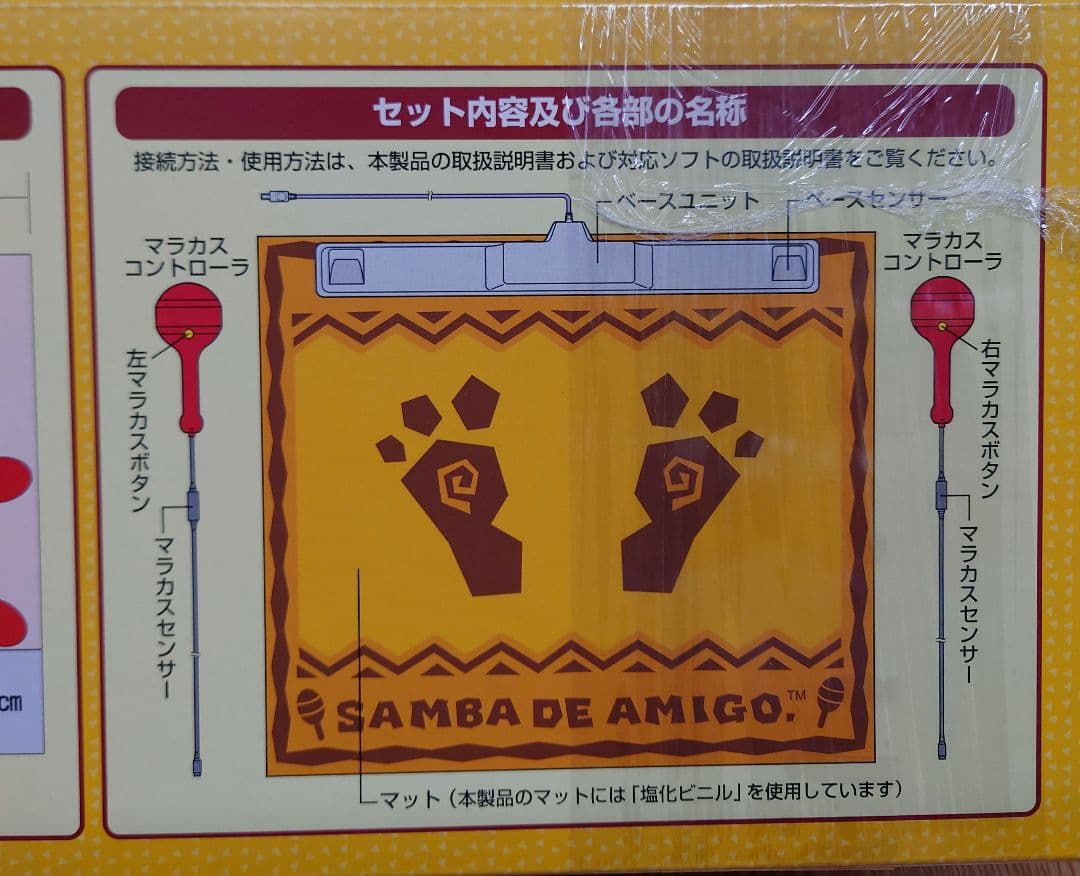 セット内容及び各部の名称
接続方法・使用方法は、本製品の取扱説明書および対応ソフトの取扱説明書をご覧ください。
ベースユニット
ベースセンサー
マラカス
コントローラ
マラカス
コントローラ
左マラカスボタン
右マラカスボタン
マラカスセンサー
マラカスセンサー
cm
SAMBA DE AMIGO.™
マット(本製品のマットには「塩化ビニル」を使用しています)